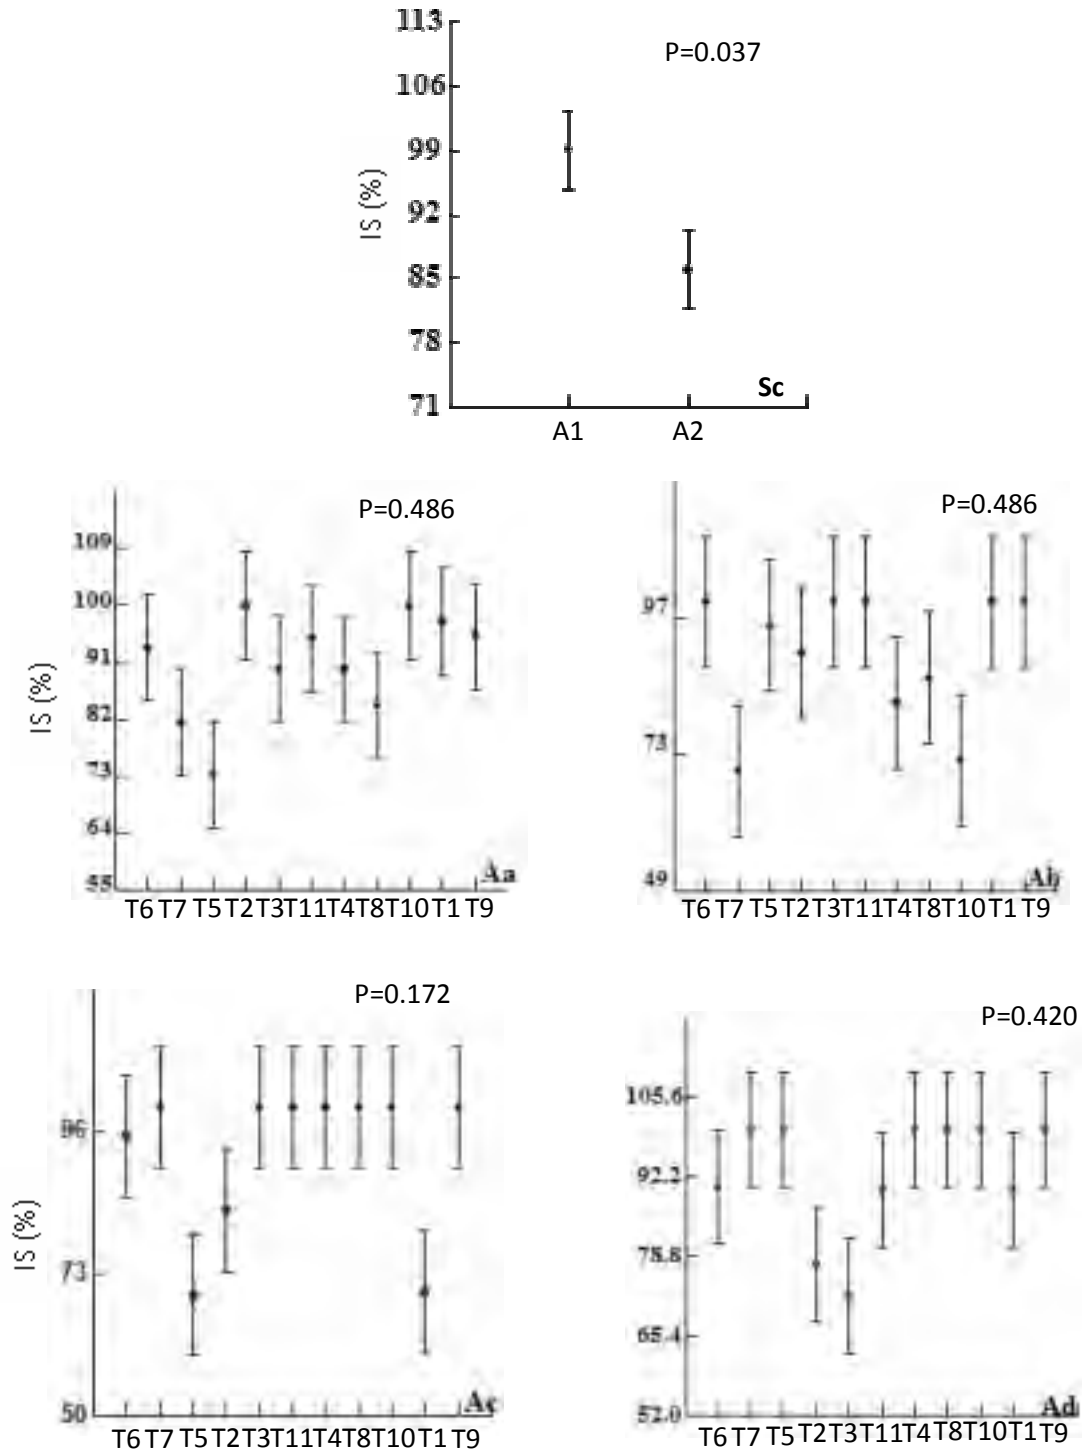 113
P=0.037
106
99
92
85
78
71
IS (%)
Sc
A1 A2
P=0.486
109
100
91
82
73
64
55
IS (%)
Aa
T6 T7 T5 T2 T3 T11 T4 T8 T10 T1 T9
P=0.486
97
73
49
Ab
T6 T7 T5 T2 T3 T11 T4 T8 T10 T1 T9
P=0.172
96
73
50
IS (%)
Ac
T6 T7 T5 T2 T3 T11 T4 T8 T10 T1 T9
P=0.420
105.6
92.2
78.8
65.4
52.0
Ad
T6 T7 T5 T2 T3 T11 T4 T8 T10 T1 T9